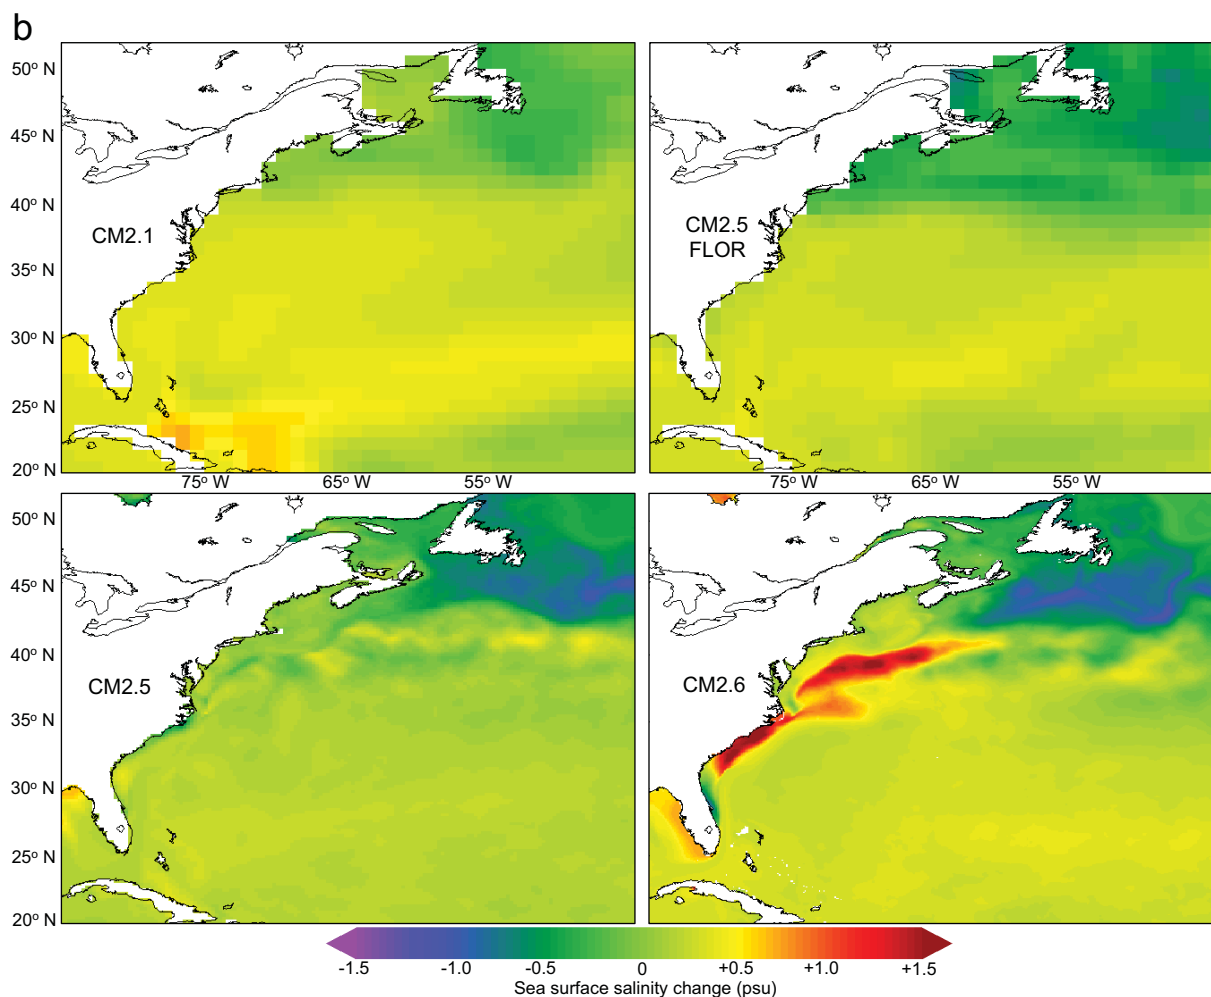 b
50° N
45° N
40° N
35° N
30° N
25° N
20° N
CM2.1
CM2.5
FLOR
75° W
65° W
55° W
75° W
65° W
55° W
50° N
45° N
40° N
35° N
30° N
25° N
20° N
CM2.5
CM2.6
-1.5
-1.0
-0.5
0
+0.5
+1.0
+1.5
Sea surface salinity change (psu)